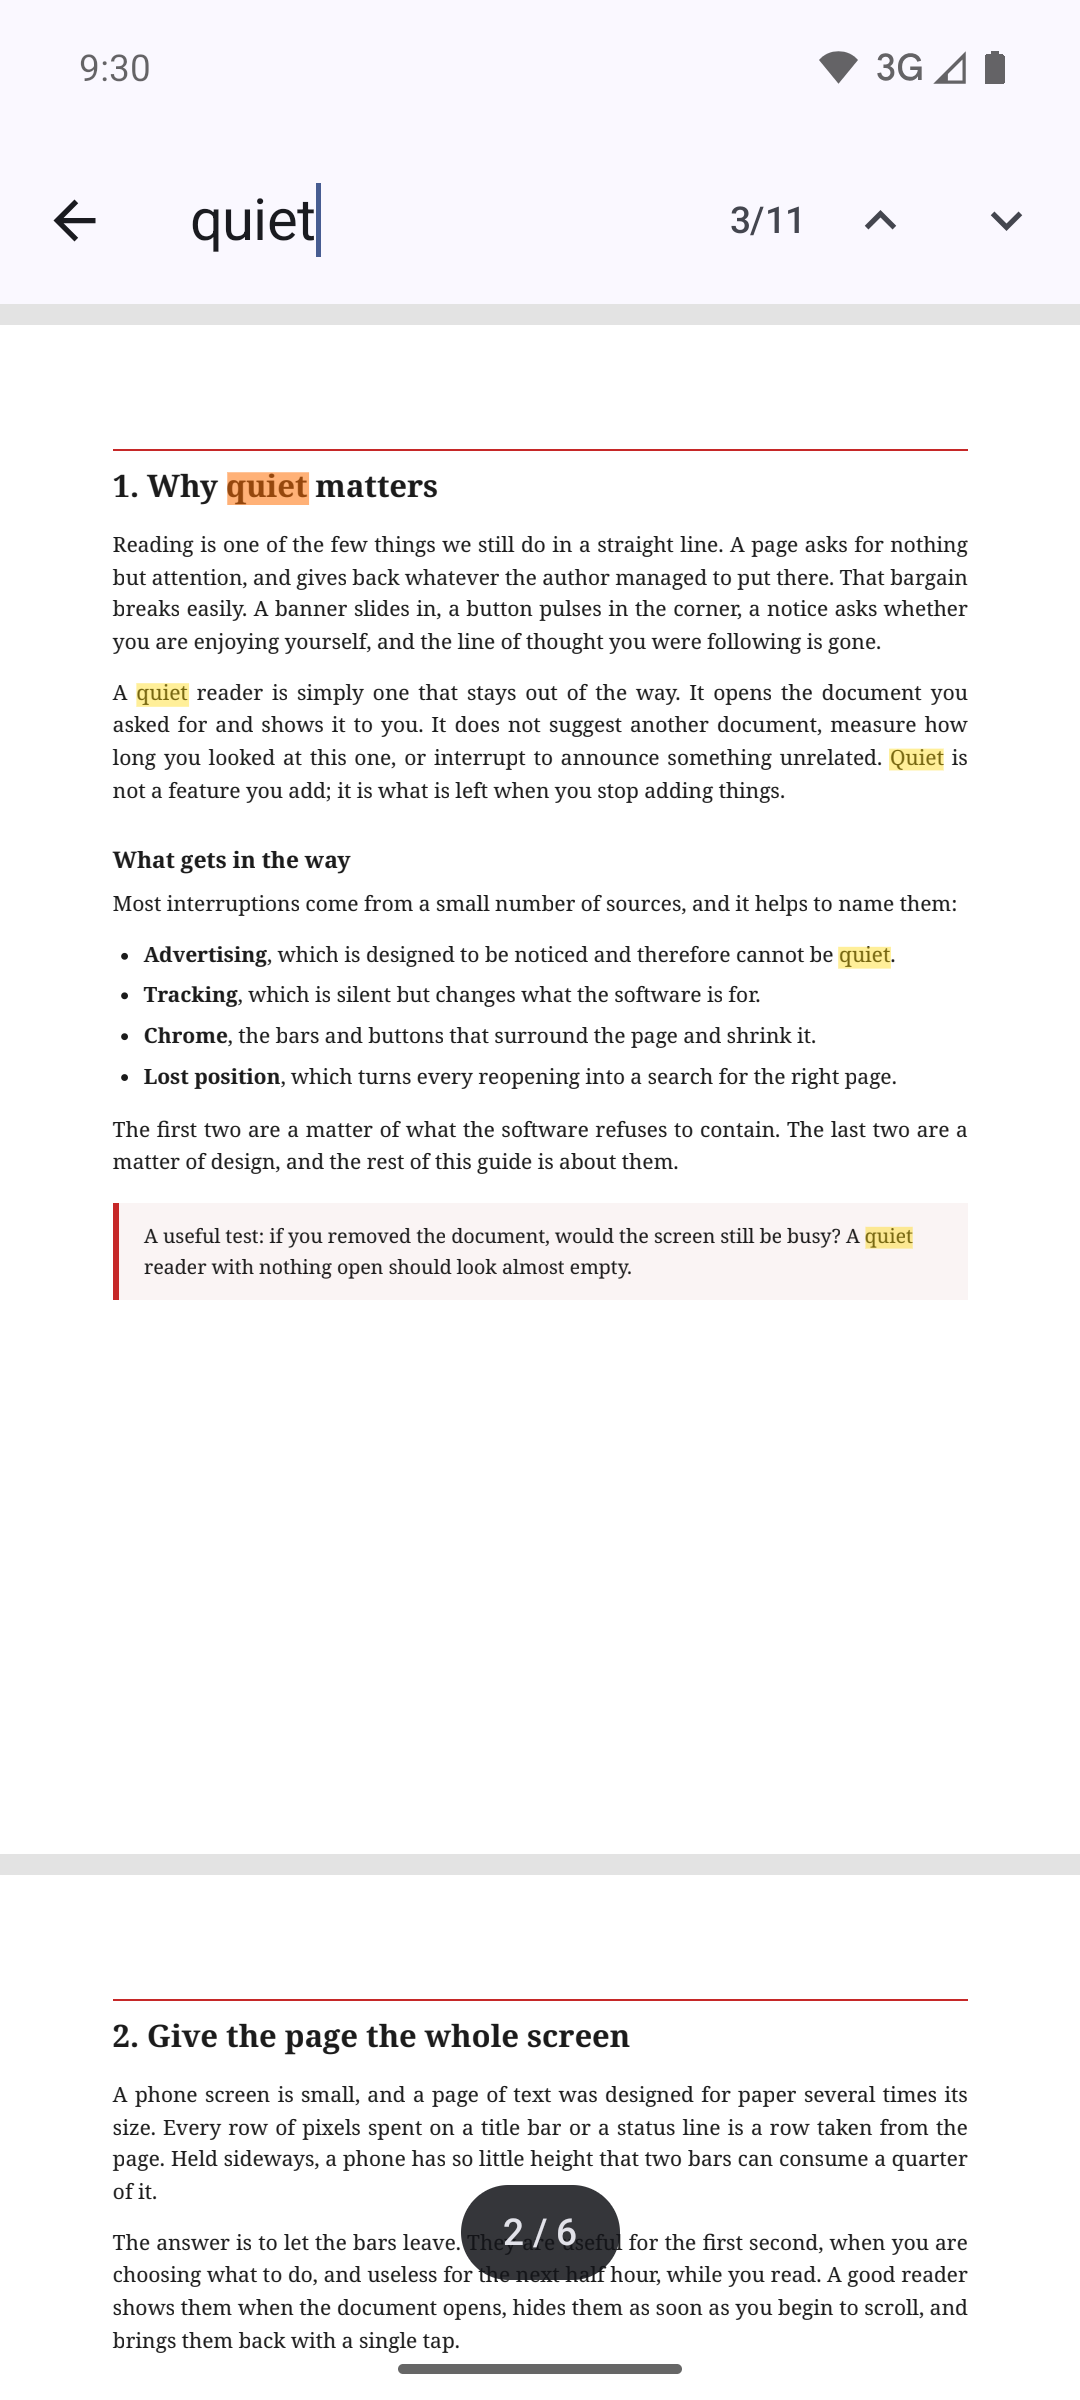 9:30
3G
quiet
3/11
1. Why quiet matters
Reading is one of the few things we still do in a straight line. A page asks for nothing
but attention, and gives back whatever the author managed to put there. That bargain
breaks easily. A banner slides in, a button pulses in the corner, a notice asks whether
you are enjoying yourself, and the line of thought you were following is gone.
A quiet reader is simply one that stays out of the way. It opens the document you
asked for and shows it to you. It does not suggest another document, measure how
long you looked at this one, or interrupt to announce something unrelated. Quiet is
not a feature you add; it is what is left when you stop adding things.
What gets in the way
Most interruptions come from a small number of sources, and it helps to name them:
• Advertising, which is designed to be noticed and therefore cannot be quiet.
• Tracking, which is silent but changes what the software is for.
• Chrome, the bars and buttons that surround the page and shrink it.
• Lost position, which turns every reopening into a search for the right page.
The first two are a matter of what the software refuses to contain. The last two are a
matter of design, and the rest of this guide is about them.
A useful test: if you removed the document, would the screen still be busy? A quiet
reader with nothing open should look almost empty.
2. Give the page the whole screen
A phone screen is small, and a page of text was designed for paper several times its
size. Every row of pixels spent on a title bar or a status line is a row taken from the
page. Held sideways, a phone has so little height that two bars can consume a quarter
of it.
The answer is to let the bars leave. They are useful for the first second, when you are
2 / 6
choosing what to do, and useless for the next half hour, while you read. A good reader
shows them when the document opens, hides them as soon as you begin to scroll, and
brings them back with a single tap.